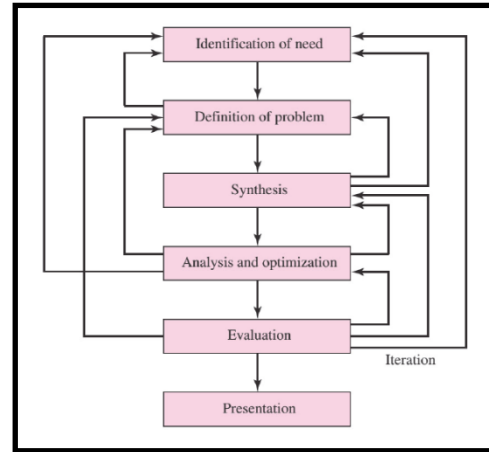 Identification of need
Definition of problem
Synthesis
Analysis and optimization
Evaluation
Iteration
Presentation